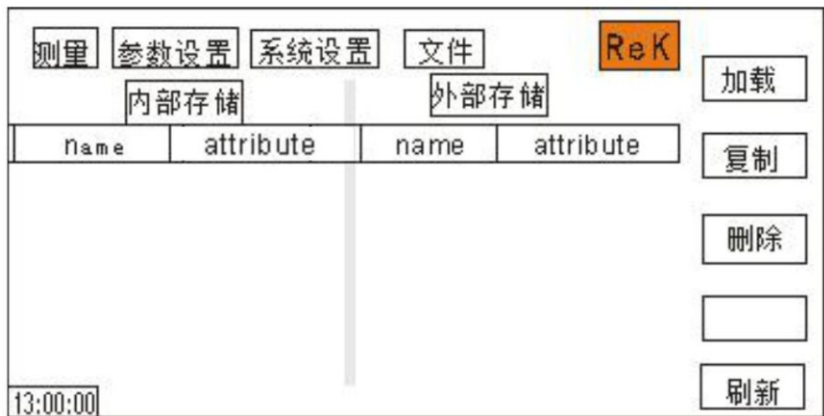 测量 参数设置 系统设置 文件 ReK
内部存储 外部存储
name attribute name attribute
加载
复制
删除
刷新
13:00:00